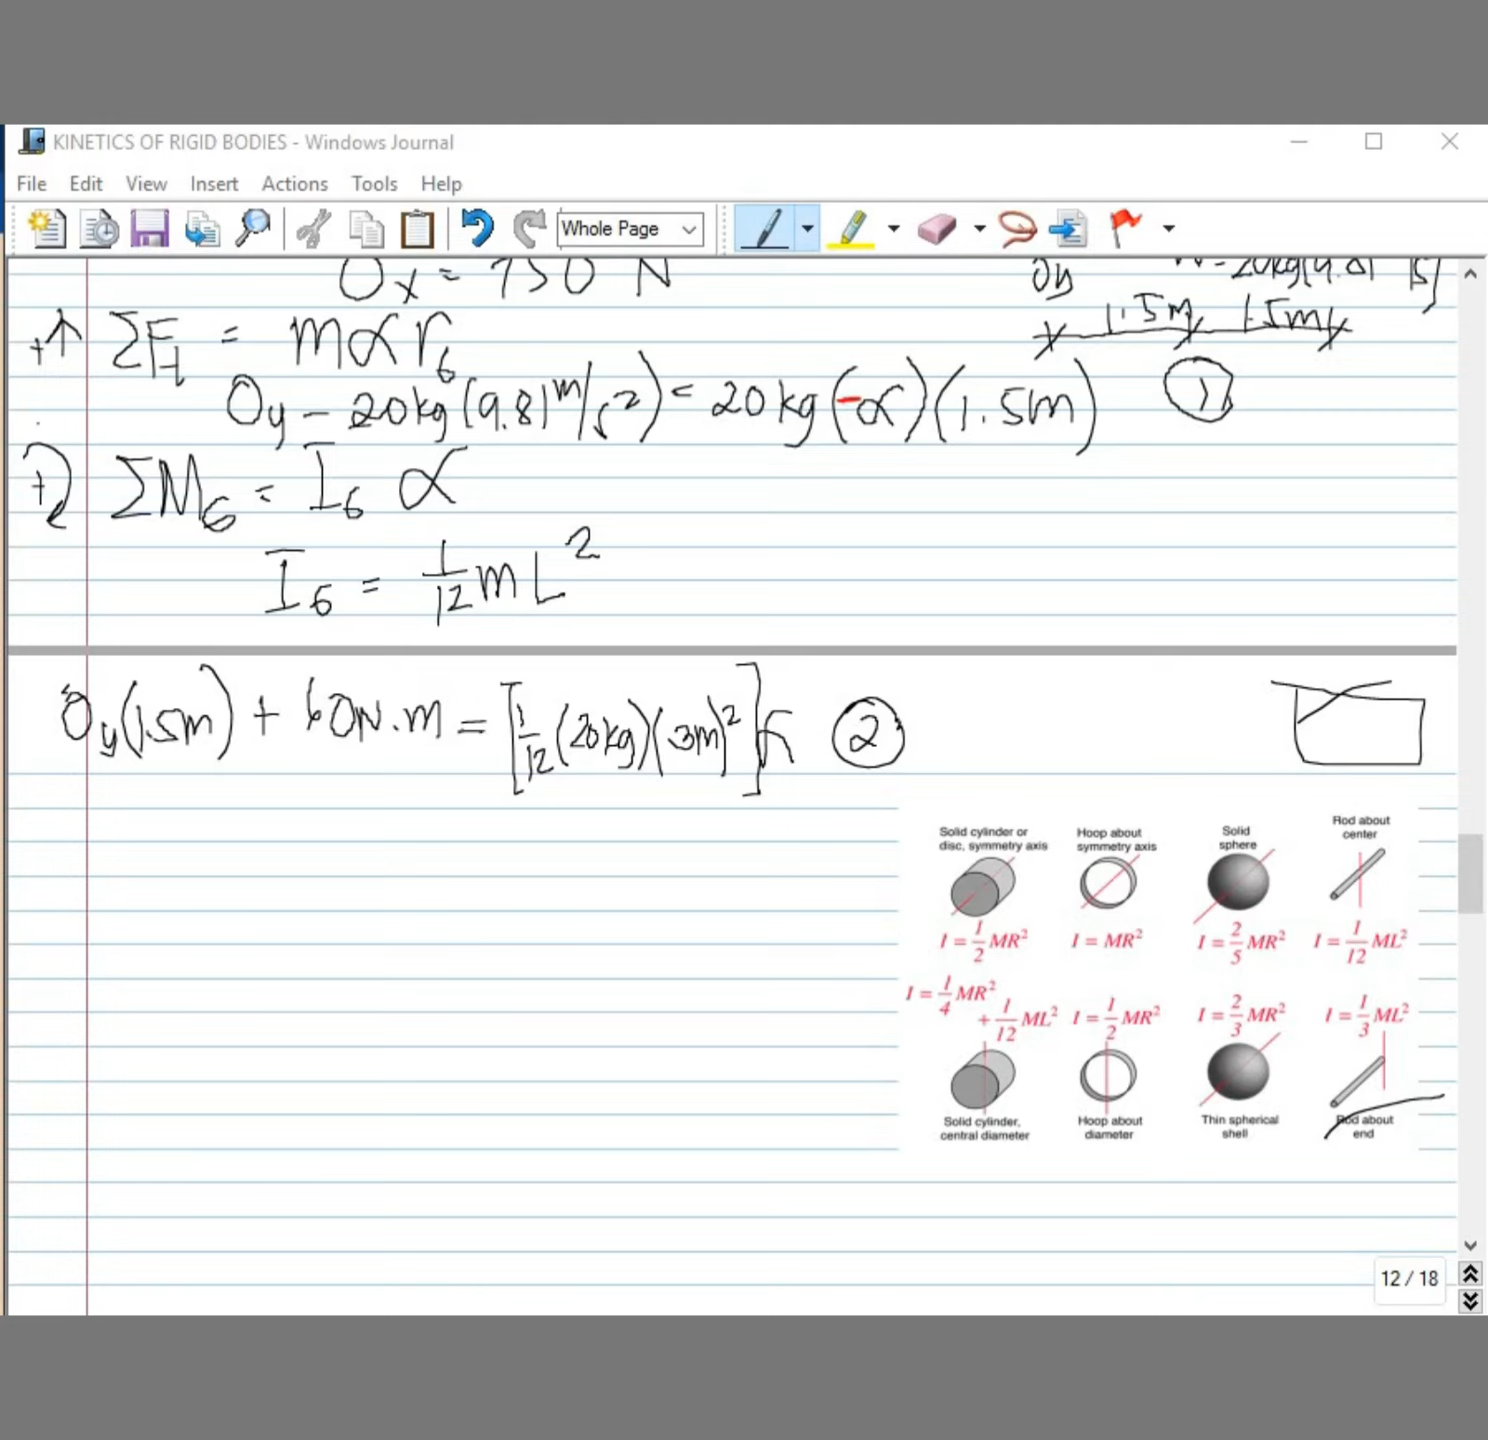 KINETICS OF RIGID BODIES - Windows Journal
File Edit View Insert Actions Tools Help
Whole Page
Ox = 750 N
Oy W = 20kg(9.81
1.5m 1.5m
+↑ ΣFt = mαrG
Oy - 20kg(9.81m/s²) = 20kg(-α)(1.5m) 1
+ ΣMG = IG α
IG = 1/12 mL²
Oy(1.5m) + 60N.m = [1/12 (20kg)(3m)²]α 2
Solid cylinder or disc, symmetry axis
I = 1/2 MR²
Hoop about symmetry axis
I = MR²
Solid sphere
I = 2/5 MR²
Rod about center
I = 1/12 ML²
I = 1/4 MR² + 1/12 ML²
Solid cylinder, central diameter
I = 1/2 MR²
Hoop about diameter
I = 2/3 MR²
Thin spherical shell
I = 1/3 ML²
Rod about end
12 / 18